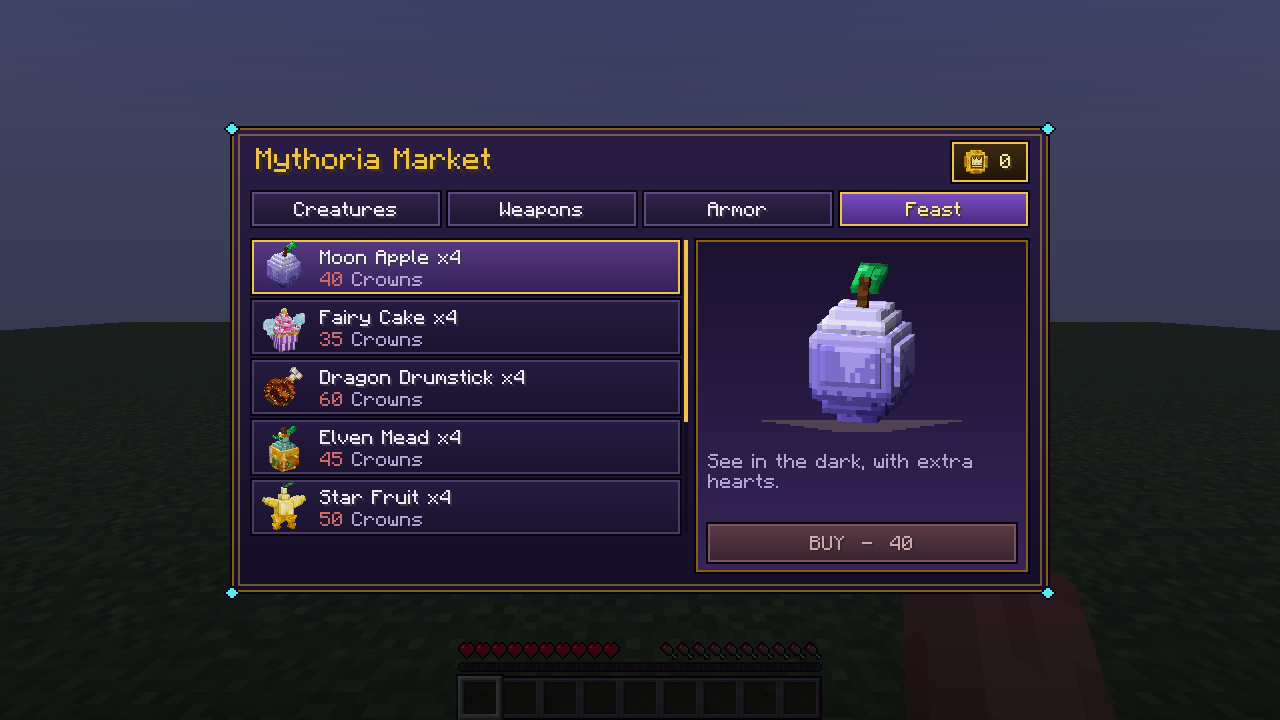 Mythoria Market
0
Creatures
Weapons
Armor
Feast
Moon Apple x4
40 Crowns
Fairy Cake x4
35 Crowns
Dragon Drumstick x4
60 Crowns
Elven Mead x4
45 Crowns
Star Fruit x4
50 Crowns
See in the dark, with extra
hearts.
BUY - 40